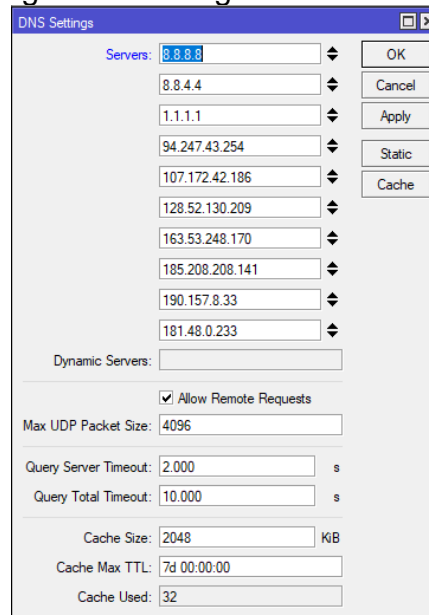 DNS Settings
Servers: 8.8.8.8 OK
8.8.4.4 Cancel
1.1.1.1 Apply
94.247.43.254 Static
107.172.42.186 Cache
128.52.130.209
163.53.248.170
185.208.208.141
190.157.8.33
181.48.0.233
Dynamic Servers:
Allow Remote Requests
Max UDP Packet Size: 4096
Query Server Timeout: 2.000 s
Query Total Timeout: 10.000 s
Cache Size: 2048 KiB
Cache Max TTL: 7d 00:00:00
Cache Used: 32